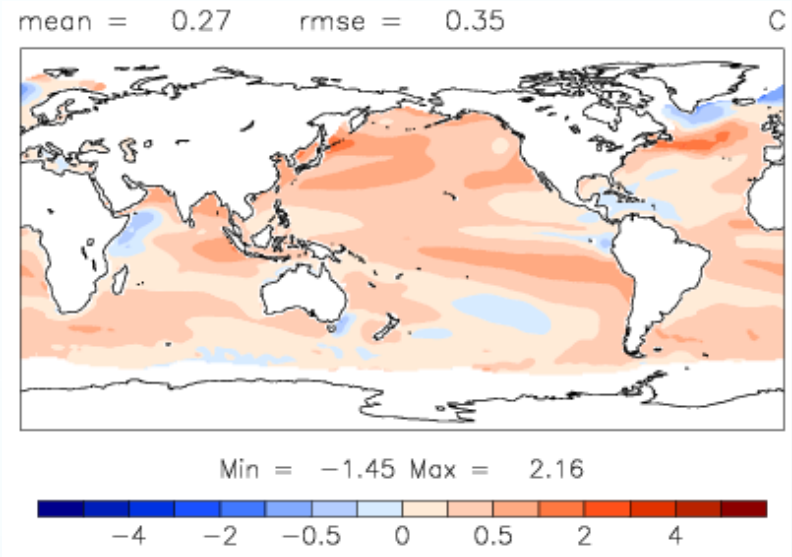 mean = 0.27 rmse = 0.35 C
Min = −1.45 Max = 2.16
−4 −2 −0.5 0 0.5 2 4